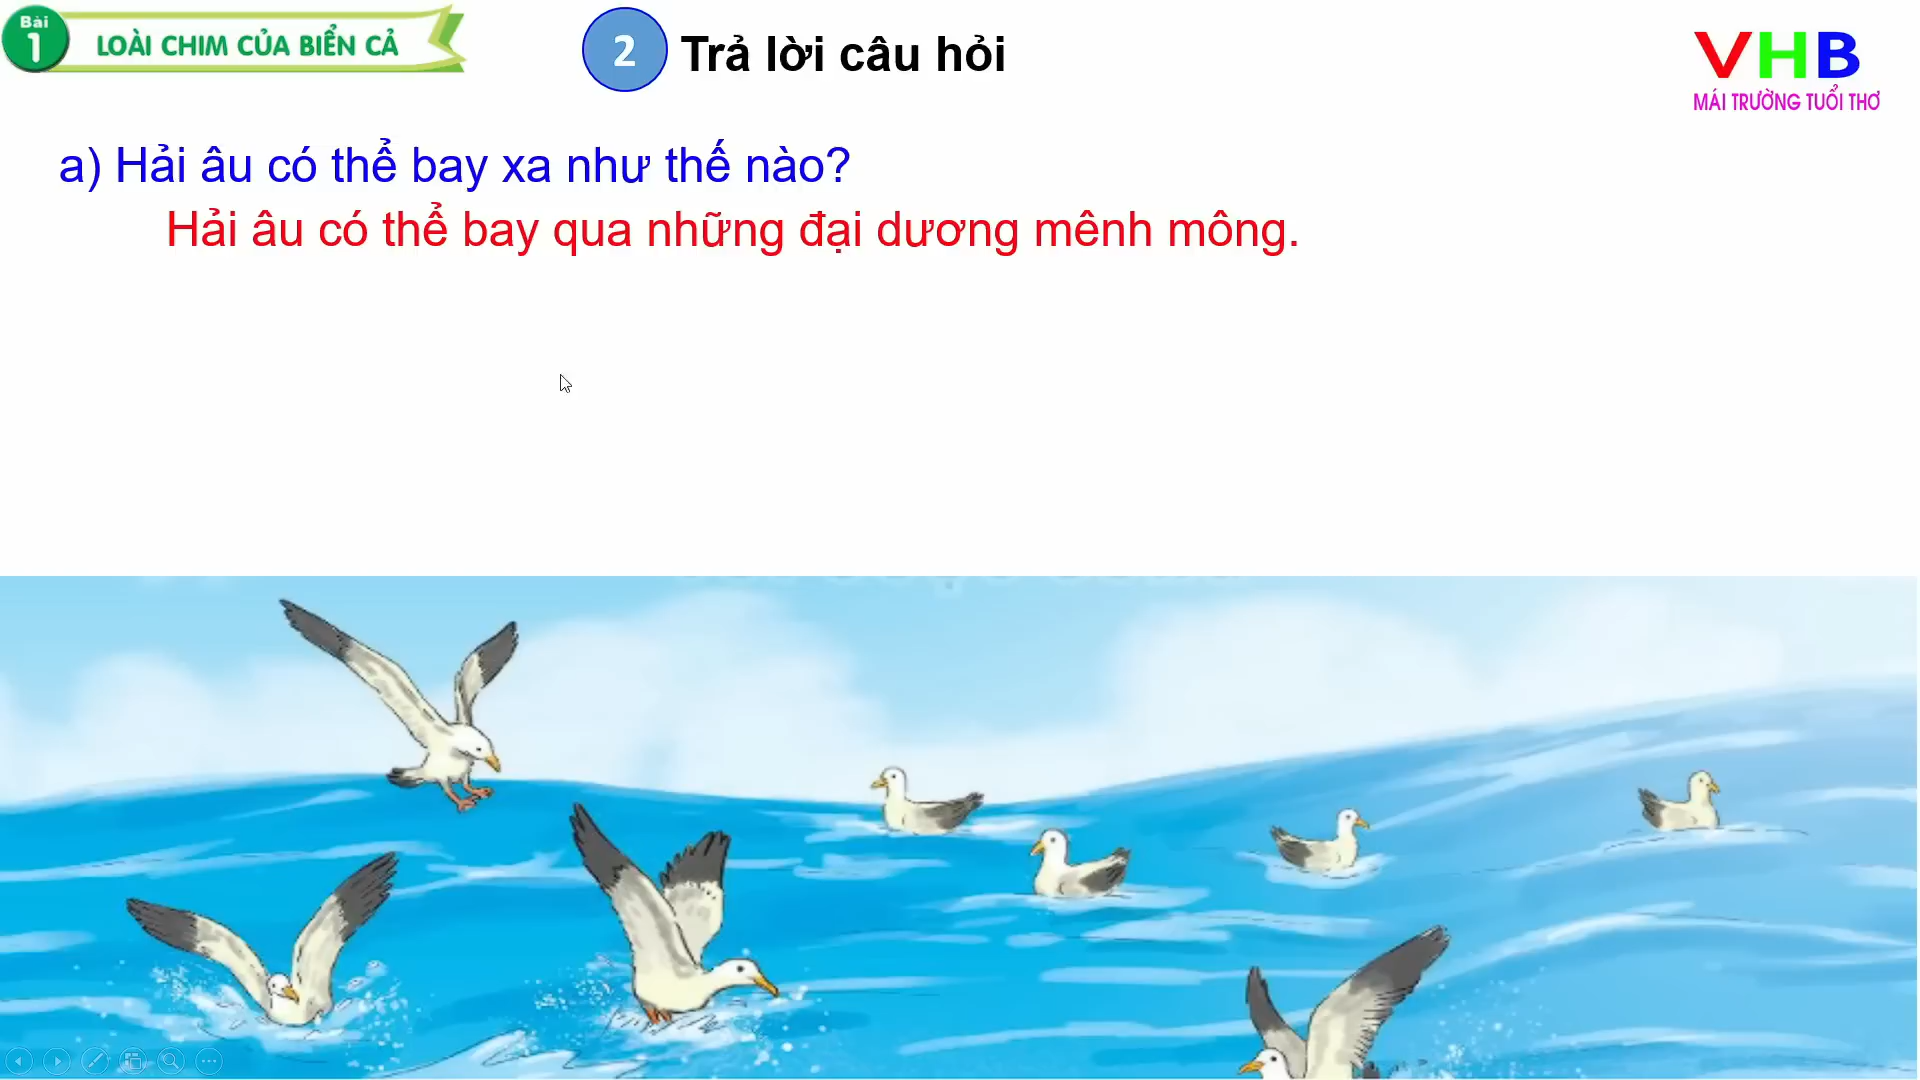 Bài
1
LOÀI CHIM CỦA BIỂN CẢ
2 Trả lời câu hỏi
VHB
MÁI TRƯỜNG TUỔI THƠ
a) Hải âu có thể bay xa như thế nào?
Hải âu có thể bay qua những đại dương mênh mông.